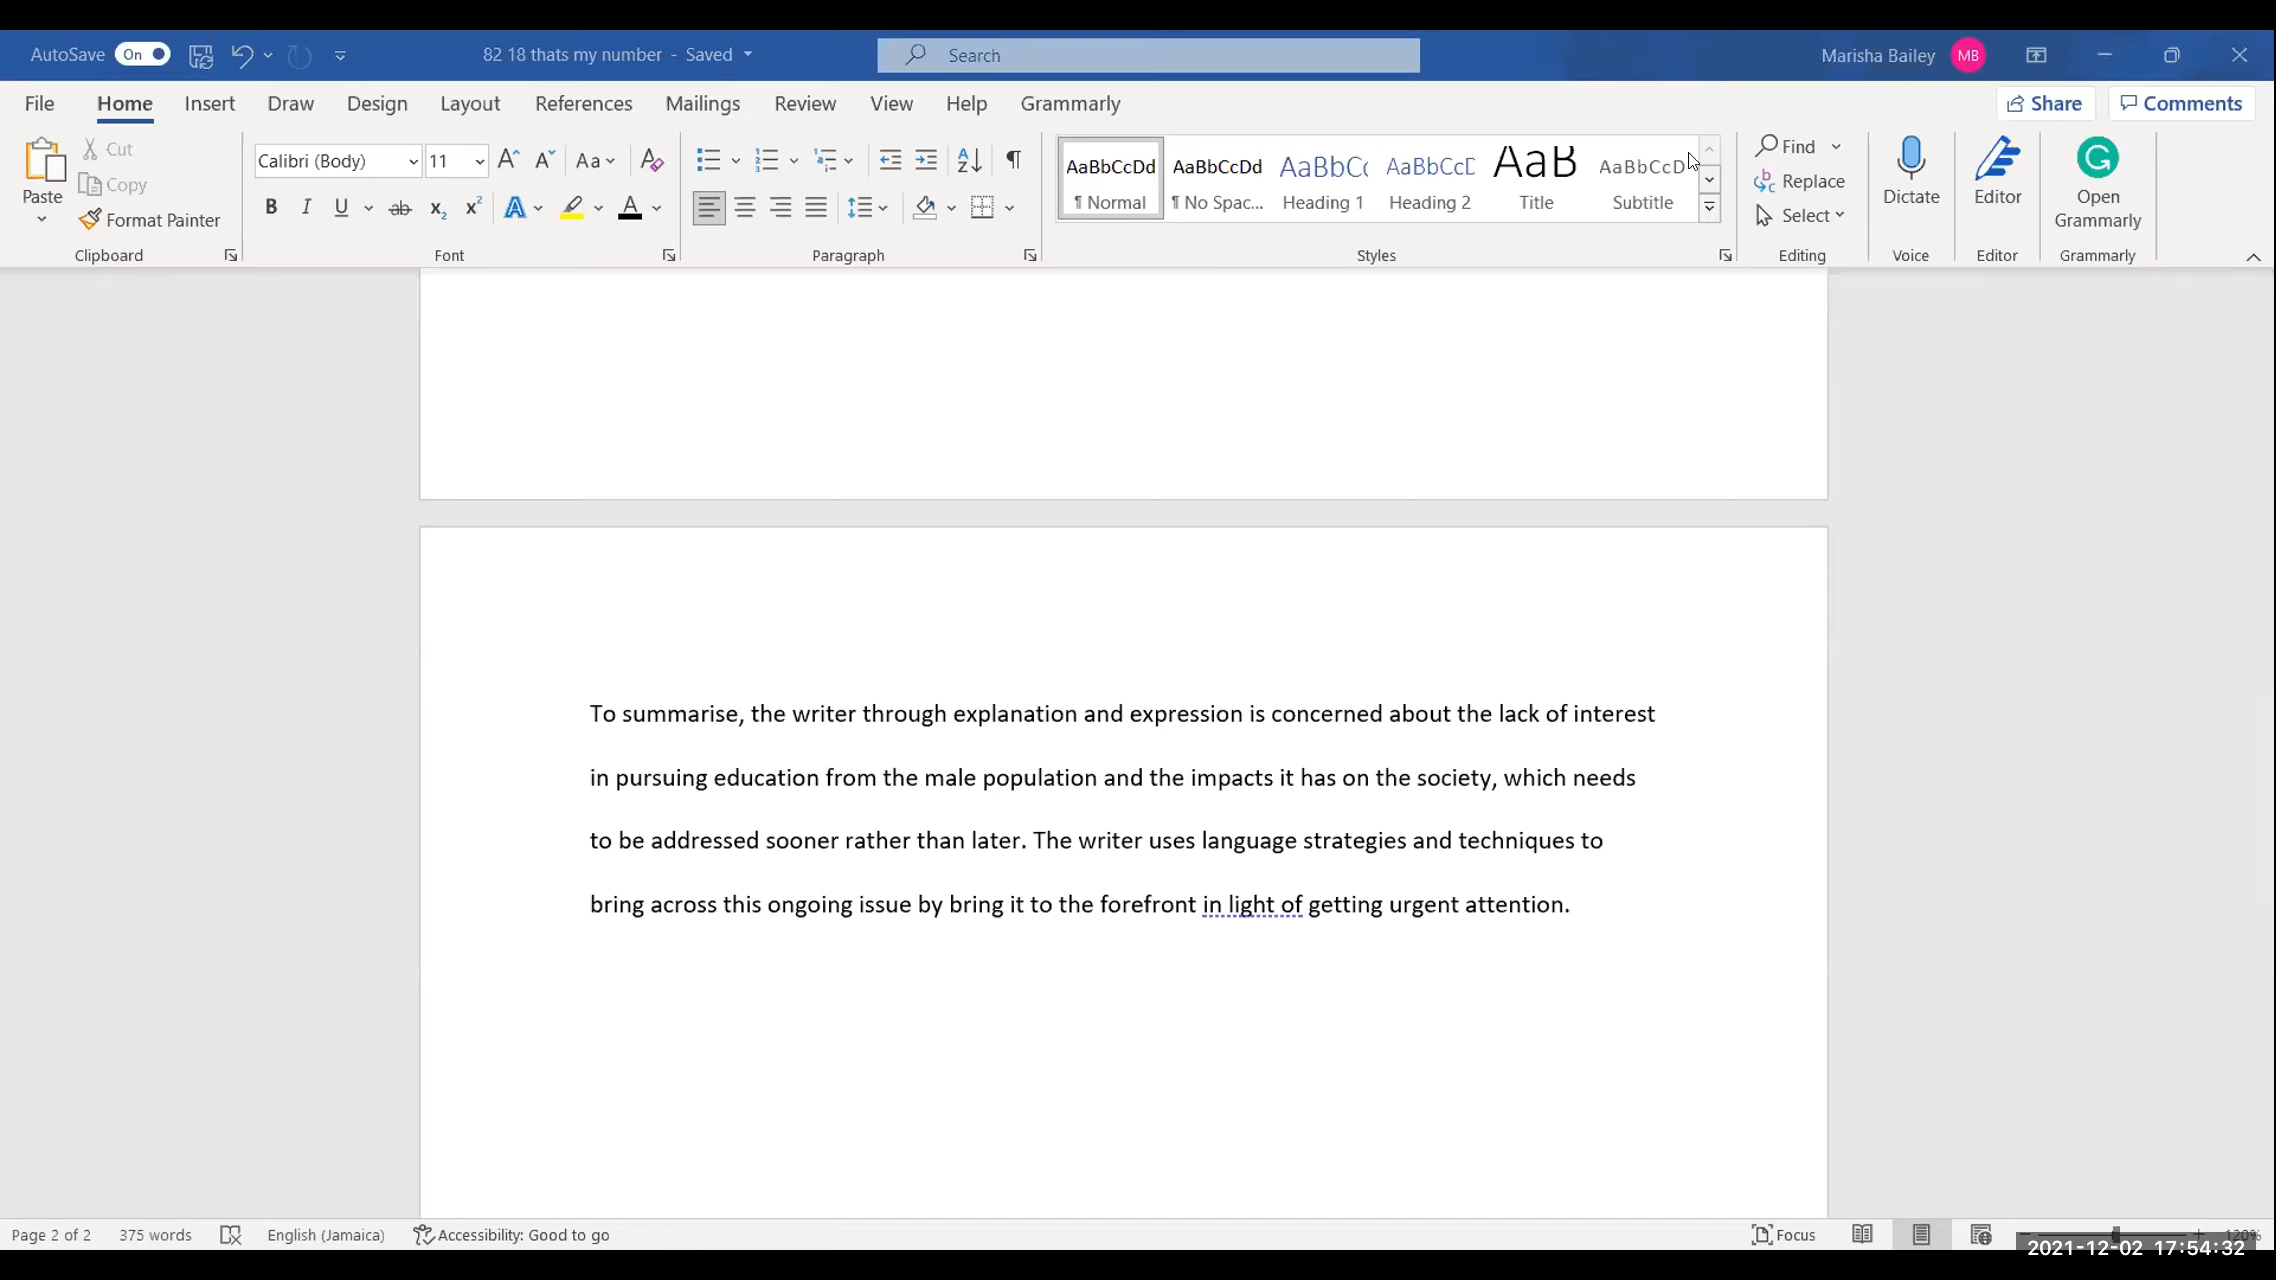 AutoSave On 82 18 thats my number - Saved Search Marisha Bailey MB
File Home Insert Draw Design Layout References Mailings Review View Help Grammarly Share Comments
Paste Cut Copy Format Painter Clipboard
Calibri (Body) 11 Aa Font
Paragraph
AaBbCcDd AaBbCcDd AaBbC AaBbCcD AaB AaBbCcD
¶ Normal ¶ No Spac... Heading 1 Heading 2 Title Subtitle
Styles
Find Replace Select Editing
Dictate Voice
Editor Editor
Open Grammarly Grammarly
To summarise, the writer through explanation and expression is concerned about the lack of interest
in pursuing education from the male population and the impacts it has on the society, which needs
to be addressed sooner rather than later. The writer uses language strategies and techniques to
bring across this ongoing issue by bring it to the forefront in light of getting urgent attention.
Page 2 of 2 375 words English (Jamaica) Accessibility: Good to go Focus 120%
2021-12-02 17:54:32